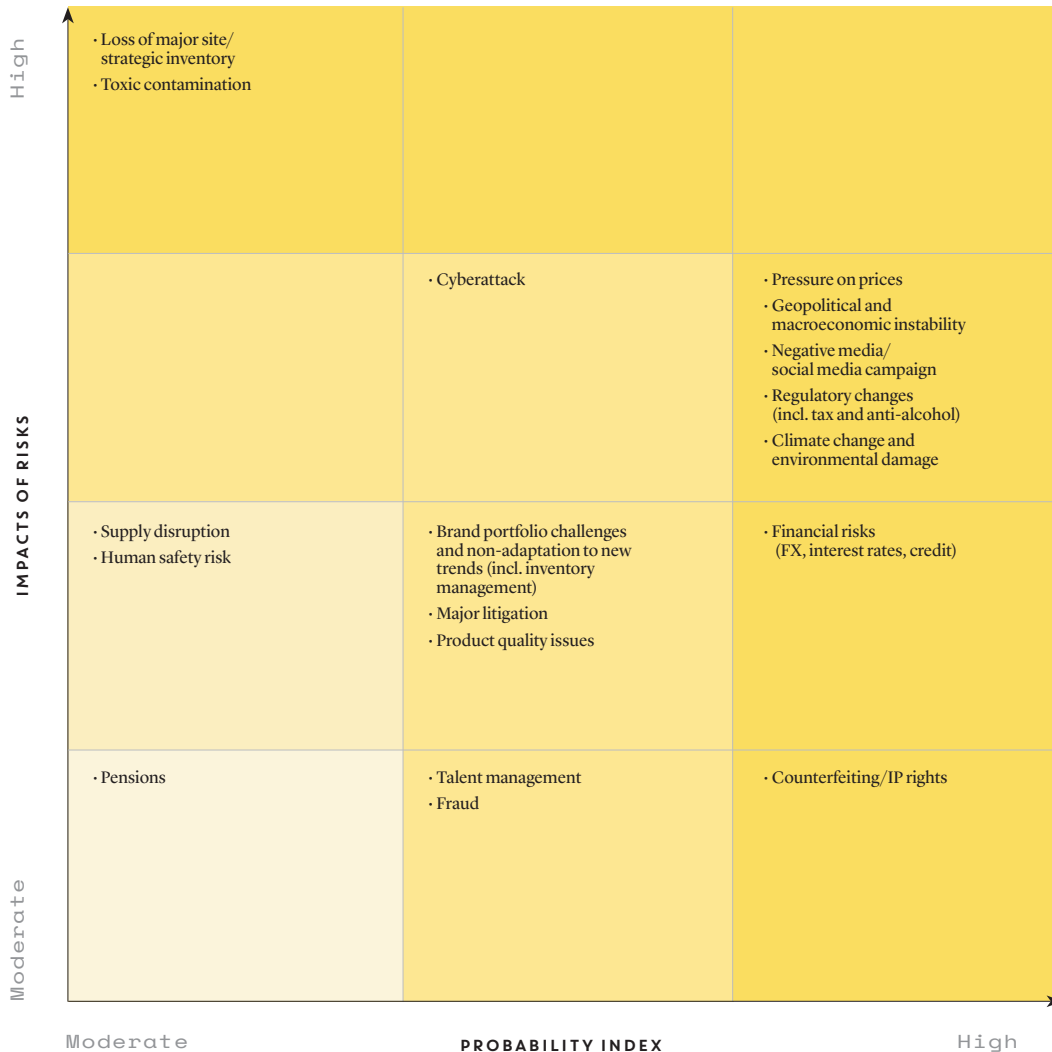 High
· Loss of major site/
strategic inventory
· Toxic contamination
· Cyberattack
· Pressure on prices
· Geopolitical and
macroeconomic instability
· Negative media/
social media campaign
· Regulatory changes
(incl. tax and anti-alcohol)
· Climate change and
environmental damage
IMPACTS OF RISKS
· Supply disruption
· Human safety risk
· Brand portfolio challenges
and non-adaptation to new
trends (incl. inventory
management)
· Major litigation
· Product quality issues
· Financial risks
(FX, interest rates, credit)
· Pensions
· Talent management
· Fraud
· Counterfeiting/IP rights
Moderate
Moderate
PROBABILITY INDEX
High